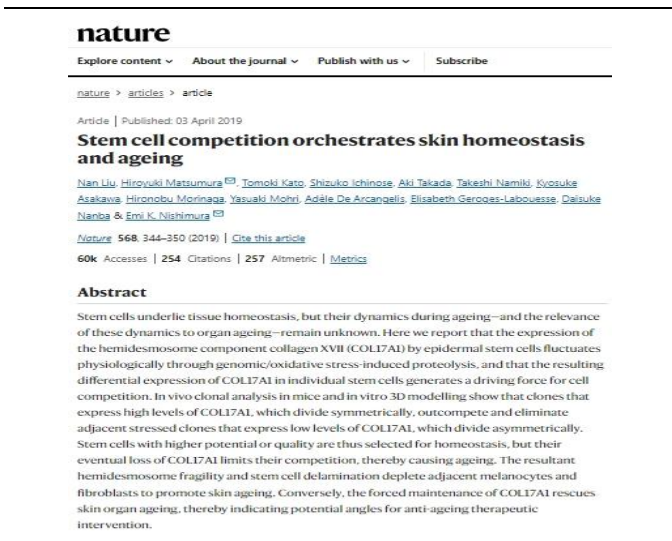 nature
Explore content About the journal Publish with us Subscribe
nature > articles > article
Article | Published: 03 April 2019
Stem cell competition orchestrates skin homeostasis
and ageing
Nan Liu, Hiroyuki Matsumura, Tomoki Kato, Shizuko Ichinose, Aki Takada, Takeshi Namiki, Kyosuke
Asakawa, Hironobu Morinaga, Yasuaki Mohri, Adèle De Arcangelis, Elisabeth Geroges-Labouesse, Daisuke
Nanba & Emi K. Nishimura
Nature 568, 344–350 (2019) | Cite this article
60k Accesses | 254 Citations | 257 Altmetric | Metrics
Abstract
Stem cells underlie tissue homeostasis, but their dynamics during ageing—and the relevance
of these dynamics to organ ageing—remain unknown. Here we report that the expression of
the hemidesmosome component collagen XVII (COL17A1) by epidermal stem cells fluctuates
physiologically through genomic/oxidative stress-induced proteolysis, and that the resulting
differential expression of COL17A1 in individual stem cells generates a driving force for cell
competition. In vivo clonal analysis in mice and in vitro 3D modelling show that clones that
express high levels of COL17A1, which divide symmetrically, outcompete and eliminate
adjacent stressed clones that express low levels of COL17A1, which divide asymmetrically.
Stem cells with higher potential or quality are thus selected for homeostasis, but their
eventual loss of COL17A1 limits their competition, thereby causing ageing. The resultant
hemidesmosome fragility and stem cell delamination deplete adjacent melanocytes and
fibroblasts to promote skin ageing. Conversely, the forced maintenance of COL17A1 rescues
skin organ ageing, thereby indicating potential angles for anti-ageing therapeutic
intervention.